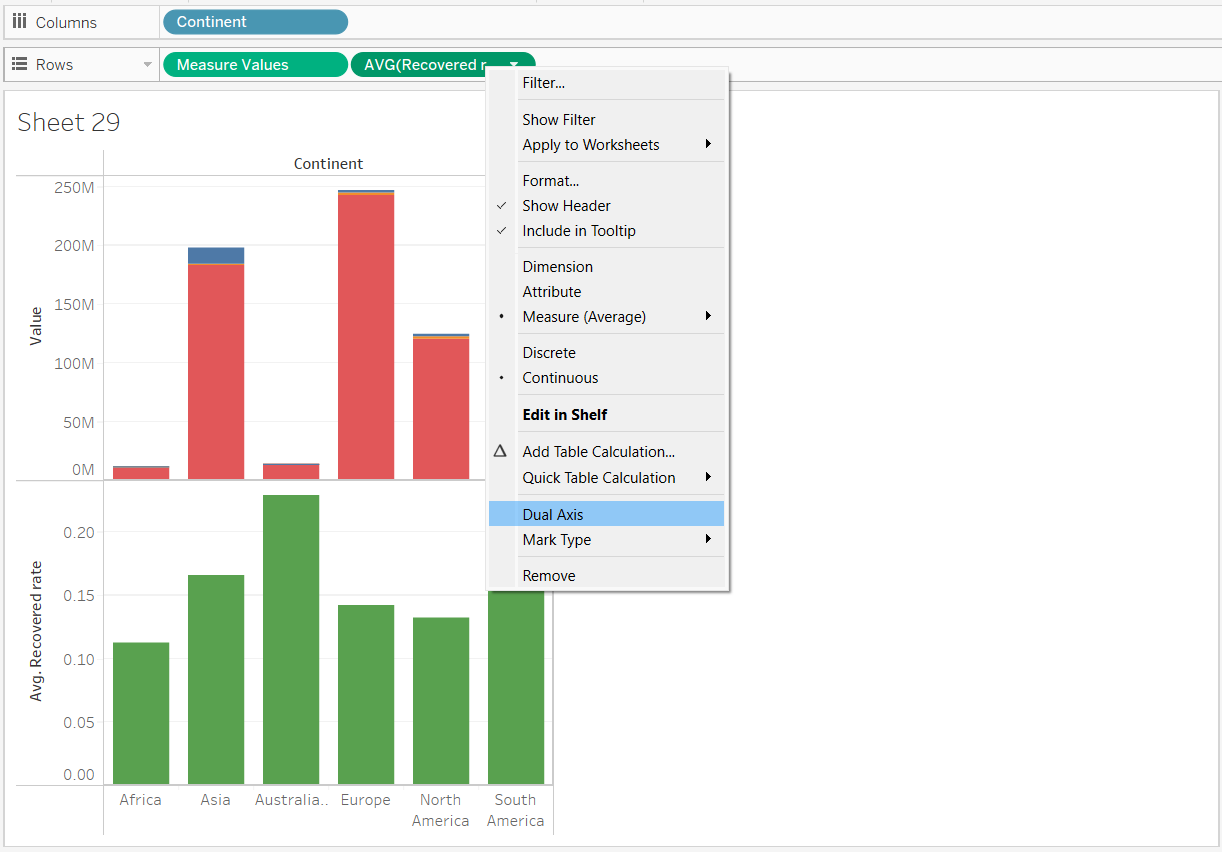 Columns
Continent
Rows
Measure Values
AVG(Recovered r
Sheet 29
Continent
250M
200M
150M
100M
50M
0M
Value
0.20
0.15
0.10
0.05
0.00
Avg. Recovered rate
Africa
Asia
Australia..
Europe
North
America
South
America
Filter...
Show Filter
Apply to Worksheets
Format...
Show Header
Include in Tooltip
Dimension
Attribute
Measure (Average)
Discrete
Continuous
Edit in Shelf
Add Table Calculation...
Quick Table Calculation
Dual Axis
Mark Type
Remove